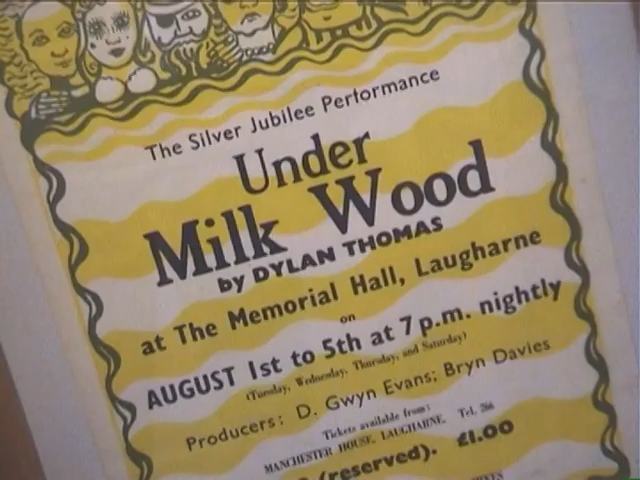 The Silver Jubilee Performance
Under
Milk Wood
by DYLAN THOMAS
at The Memorial Hall, Laugharne
on
AUGUST 1st to 5th at 7 p.m. nightly
(Tuesday, Wednesday, Thursday, and Saturday)
Producers: D. Gwyn Evans; Bryn Davies
Tickets available from:
MANCHESTER HOUSE, LAUGHARNE. Tel. 266
(reserved). £1.00